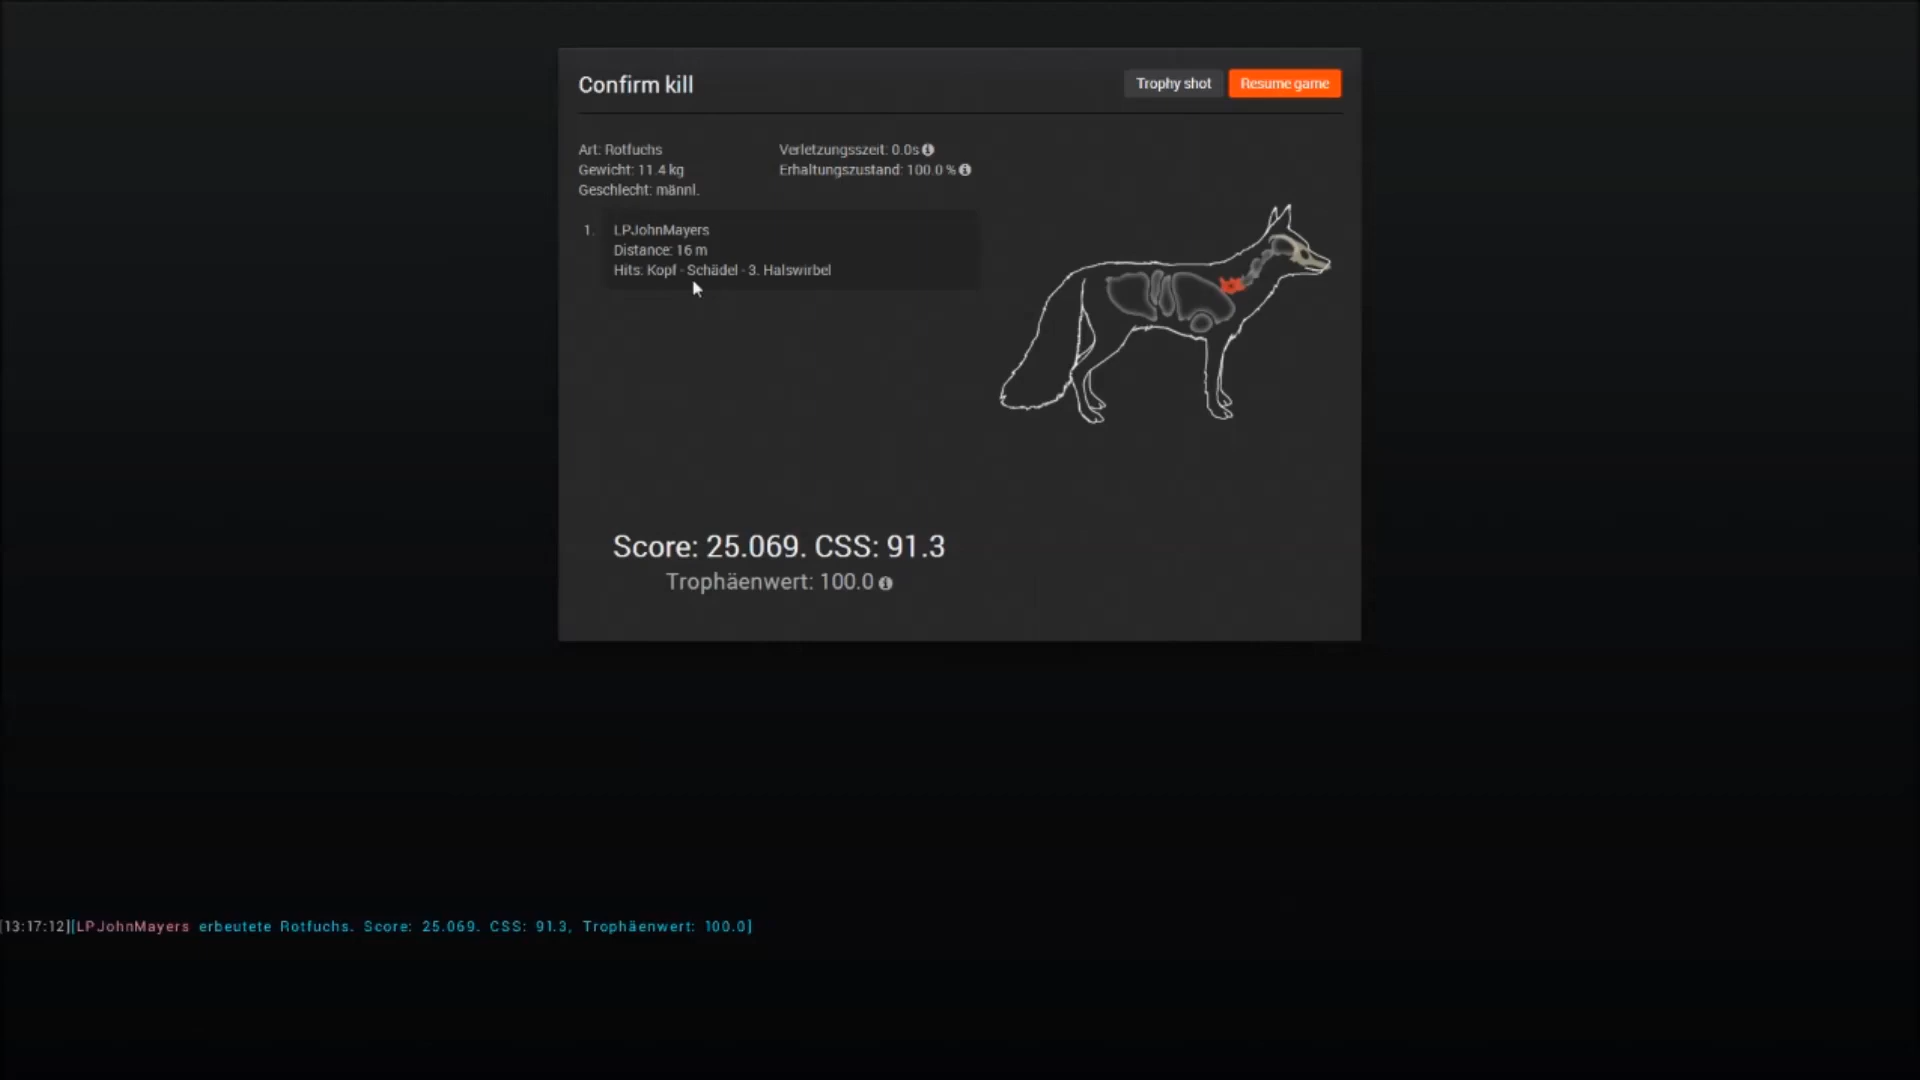 Confirm kill
Trophy shot
Resume game
Art: Rotfuchs
Gewicht: 11.4 kg
Geschlecht: männl.
Verletzungsszeit: 0.0s
Erhaltungszustand: 100.0 %
1. LPJohnMayers
Distance: 16 m
Hits: Kopf - Schädel - 3. Halswirbel
Score: 25.069. CSS: 91.3
Trophäenwert: 100.0
[13:17:12][LPJohnMayers erbeutete Rotfuchs. Score: 25.069. CSS: 91.3, Trophäenwert: 100.0]